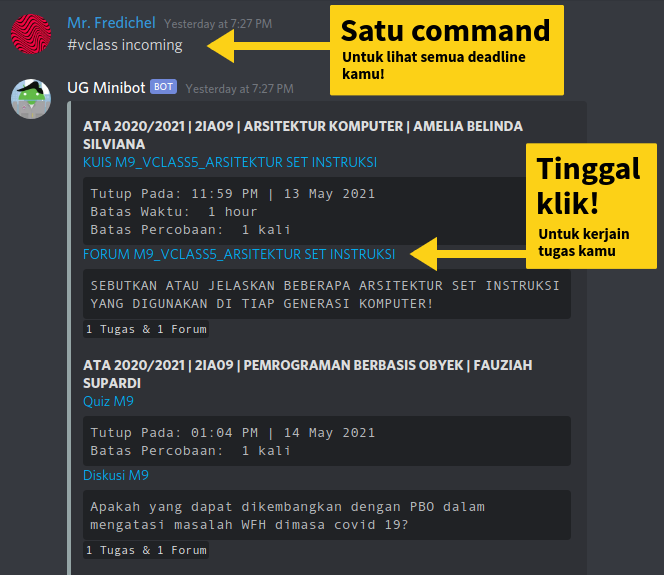 Mr. Fredichel Yesterday at 7:27 PM
#vclass incoming
Satu command
Untuk lihat semua deadline
kamu!
UG Minibot BOT Yesterday at 7:27 PM
ATA 2020/2021 | 2IA09 | ARSITEKTUR KOMPUTER | AMELIA BELINDA
SILVIANA
KUIS M9_VCLASS5_ARSITEKTUR SET INSTRUKSI
Tutup Pada: 11:59 PM | 13 May 2021
Batas Waktu: 1 hour
Batas Percobaan: 1 kali
Tinggal
klik!
Untuk kerjain
tugas kamu
FORUM M9_VCLASS5_ARSITEKTUR SET INSTRUKSI
SEBUTKAN ATAU JELASKAN BEBERAPA ARSITEKTUR SET INSTRUKSI
YANG DIGUNAKAN DI TIAP GENERASI KOMPUTER!
1 Tugas & 1 Forum
ATA 2020/2021 | 2IA09 | PEMROGRAMAN BERBASIS OBYEK | FAUZIAH
SUPARDI
Quiz M9
Tutup Pada: 01:04 PM | 14 May 2021
Batas Percobaan: 1 kali
Diskusi M9
Apakah yang dapat dikembangkan dengan PBO dalam
mengatasi masalah WFH dimasa covid 19?
1 Tugas & 1 Forum